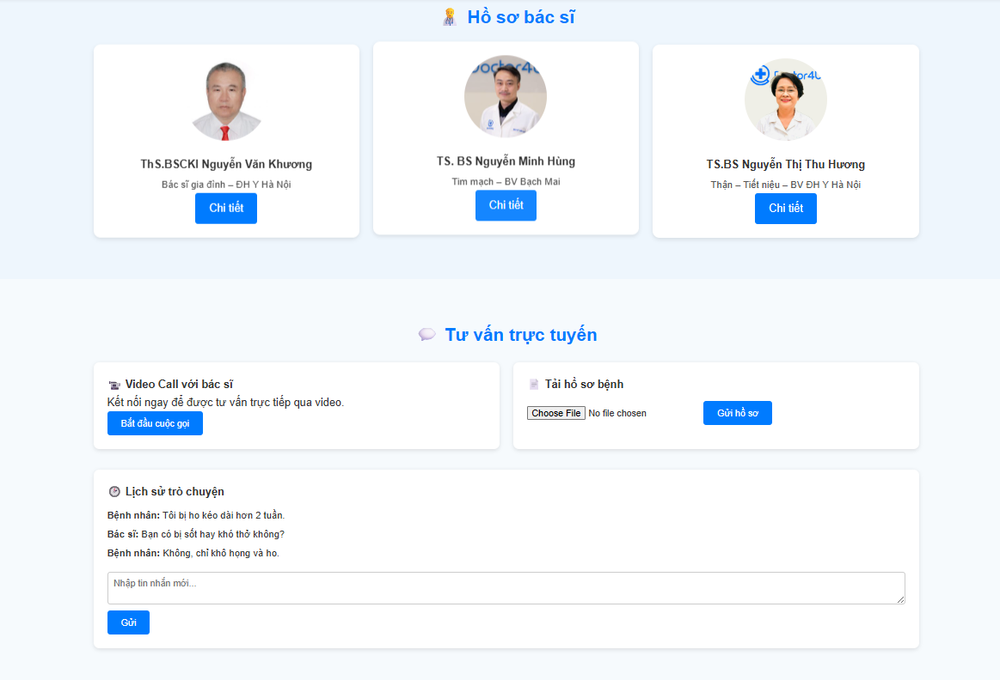 Hồ sơ bác sĩ
Doctor4U
Doctor4U
ThS.BSCKI Nguyễn Văn Khương
TS. BS Nguyễn Minh Hùng
TS.BS Nguyễn Thị Thu Hương
Bác sĩ gia đình – ĐH Y Hà Nội
Tim mạch – BV Bạch Mai
Thận – Tiết niệu – BV ĐH Y Hà Nội
Chi tiết
Chi tiết
Chi tiết
Tư vấn trực tuyến
Video Call với bác sĩ
Kết nối ngay để được tư vấn trực tiếp qua video.
Bắt đầu cuộc gọi
Tải hồ sơ bệnh
Choose File No file chosen
Gửi hồ sơ
Lịch sử trò chuyện
Bệnh nhân: Tôi bị ho kéo dài hơn 2 tuần.
Bác sĩ: Bạn có bị sốt hay khó thở không?
Bệnh nhân: Không, chỉ khô họng và ho.
Nhập tin nhắn mới...
Gửi